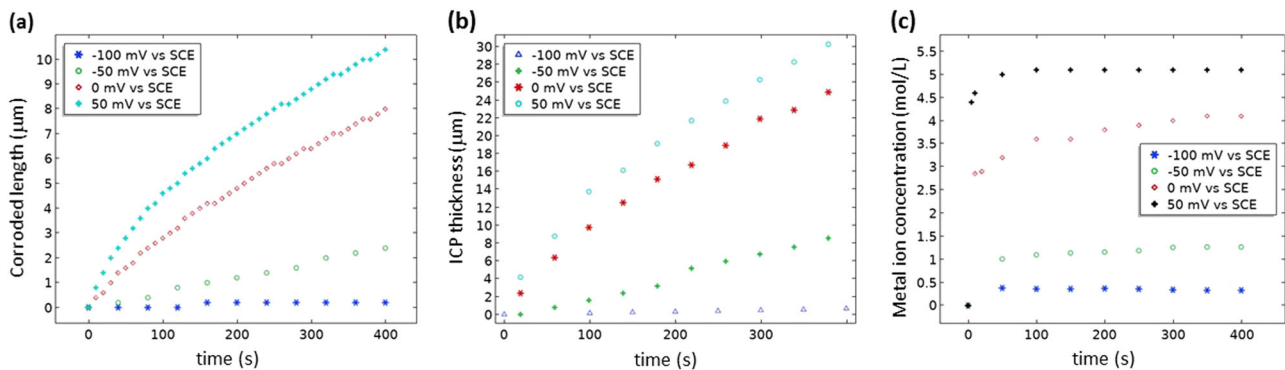 (a)
-100 mV vs SCE
-50 mV vs SCE
0 mV vs SCE
50 mV vs SCE
Corroded length (μm)
10
9
8
7
6
5
4
3
2
1
0
0
100
200
300
400
time (s)
(b)
-100 mV vs SCE
-50 mV vs SCE
0 mV vs SCE
50 mV vs SCE
ICP thickness (μm)
30
28
26
24
22
20
18
16
14
12
10
8
6
4
2
0
0
100
200
300
400
time (s)
(c)
-100 mV vs SCE
-50 mV vs SCE
0 mV vs SCE
50 mV vs SCE
Metal ion concentration (mol/L)
5.5
5
4.5
4
3.5
3
2.5
2
1.5
1
0.5
0
0
100
200
300
400
time (s)